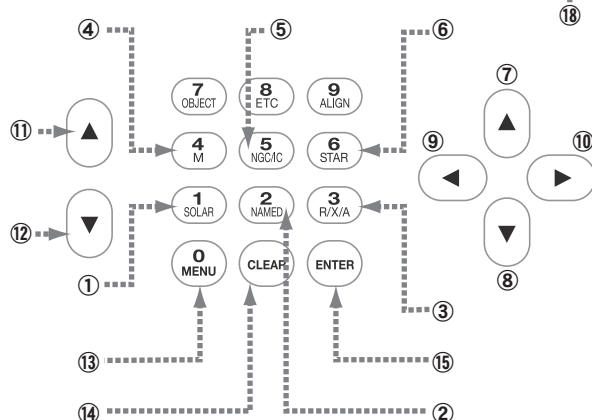 ⑱
④ ⑤ ⑥
⑦
7 8 9
OBJECT ETC ALIGN
⑪ ▲ ▲
⑨ ⑩
4 5 6
M NGC/IC STAR
◀ ▶
1 2 3
SOLAR NAMED R/X/A
⑫ ▼ ▼
0
MENU CLEAR ENTER
① ⑧
③
⑬ ⑮
⑭ ②